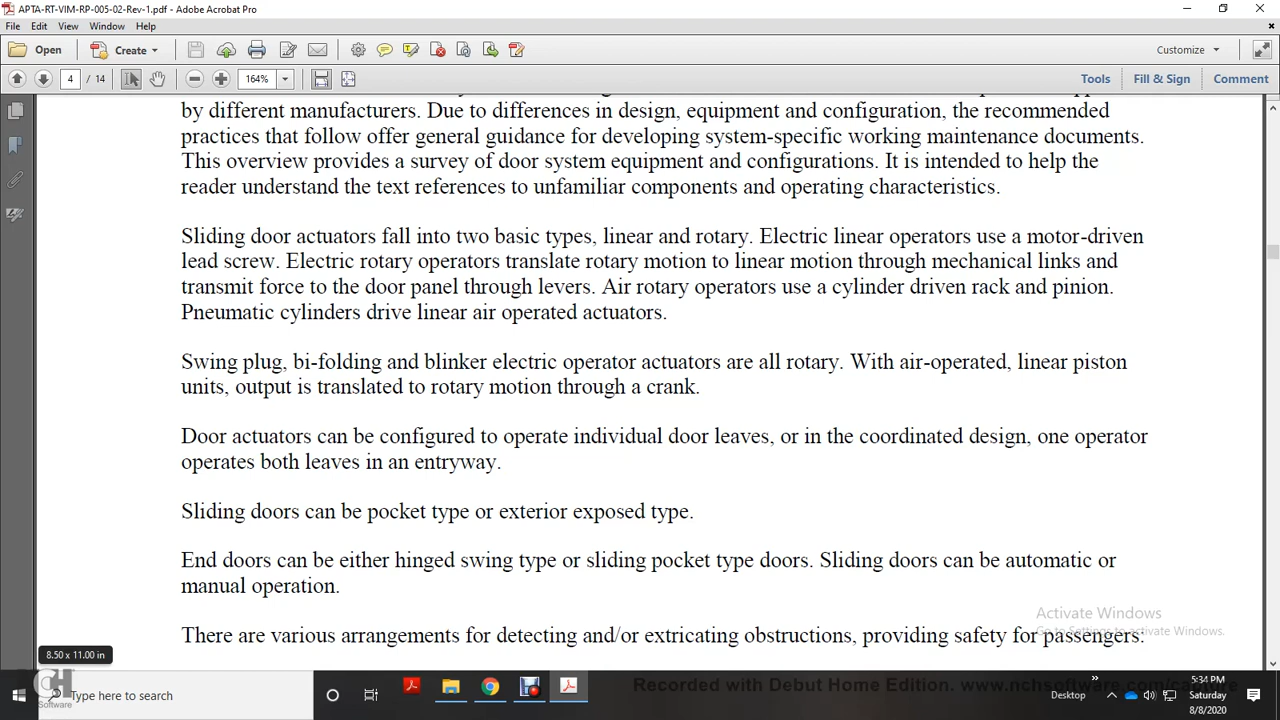 APTA-RT-VIM-RP-005-02-Rev-1.pdf - Adobe Acrobat Pro
File Edit View Window Help
Open Create Customize
4 / 14 164% Tools Fill & Sign Comment
by different manufacturers. Due to differences in design, equipment and configuration, the recommended
practices that follow offer general guidance for developing system-specific working maintenance documents.
This overview provides a survey of door system equipment and configurations. It is intended to help the
reader understand the text references to unfamiliar components and operating characteristics.
Sliding door actuators fall into two basic types, linear and rotary. Electric linear operators use a motor-driven
lead screw. Electric rotary operators translate rotary motion to linear motion through mechanical links and
transmit force to the door panel through levers. Air rotary operators use a cylinder driven rack and pinion.
Pneumatic cylinders drive linear air operated actuators.
Swing plug, bi-folding and blinker electric operator actuators are all rotary. With air-operated, linear piston
units, output is translated to rotary motion through a crank.
Door actuators can be configured to operate individual door leaves, or in the coordinated design, one operator
operates both leaves in an entryway.
Sliding doors can be pocket type or exterior exposed type.
End doors can be either hinged swing type or sliding pocket type doors. Sliding doors can be automatic or
manual operation.
Activate Windows
Go to Settings to activate Windows.
There are various arrangements for detecting and/or extricating obstructions, providing safety for passengers:
8.50 x 11.00 in
NCH Software
Type here to search
Recorded with Debut Home Edition. www.nchsoftware.com/capture
Desktop
5:34 PM
Saturday
8/8/2020